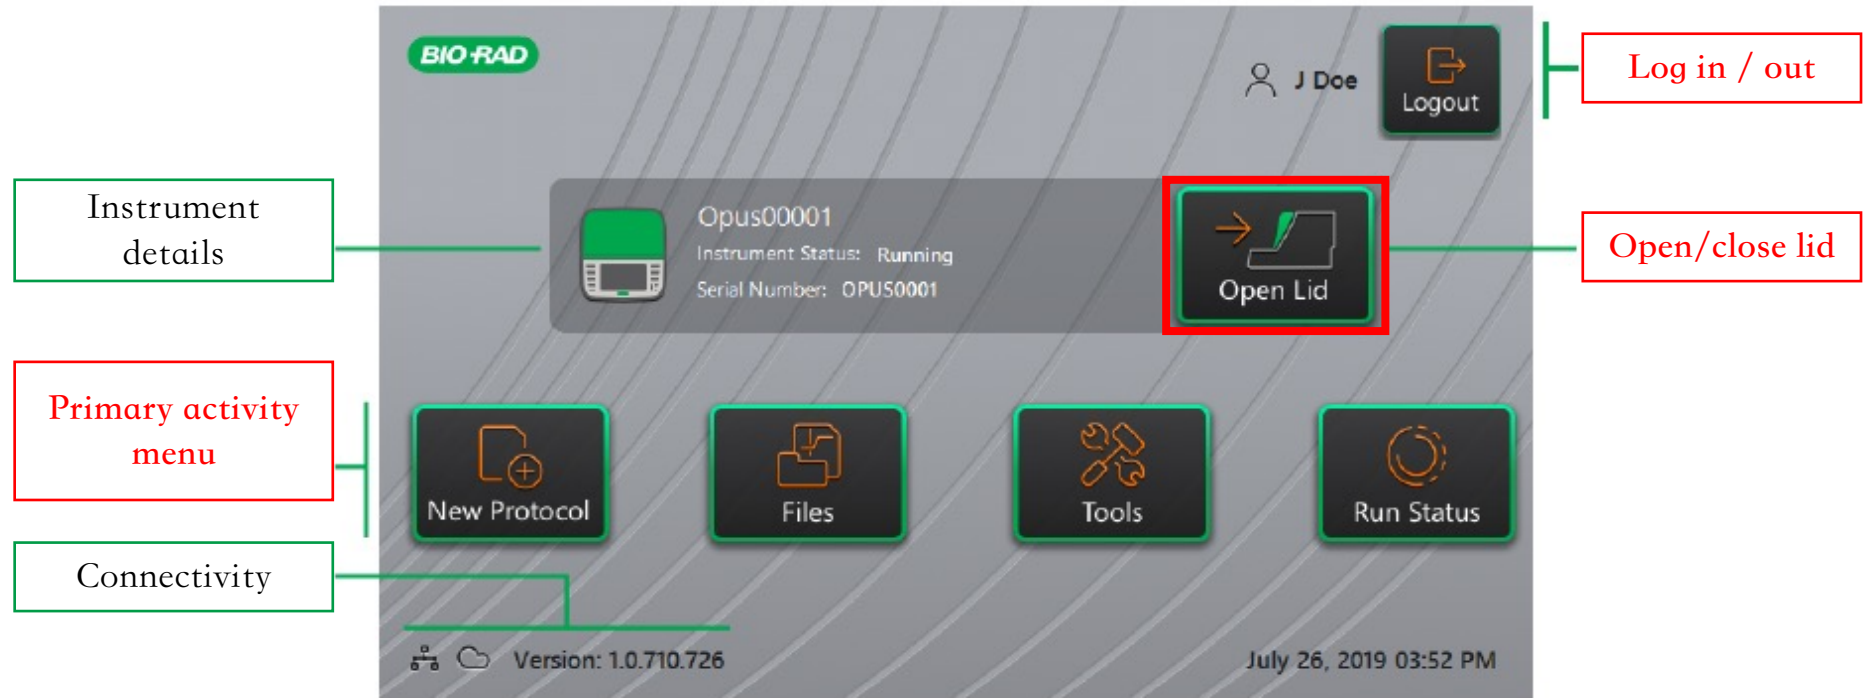 BIO-RAD
J Doe
Logout
Log in / out
Instrument
details
Opus00001
Instrument Status: Running
Serial Number: OPUS0001
Open Lid
Open/close lid
Primary activity
menu
New Protocol
Files
Tools
Run Status
Connectivity
Version: 1.0.710.726
July 26, 2019 03:52 PM